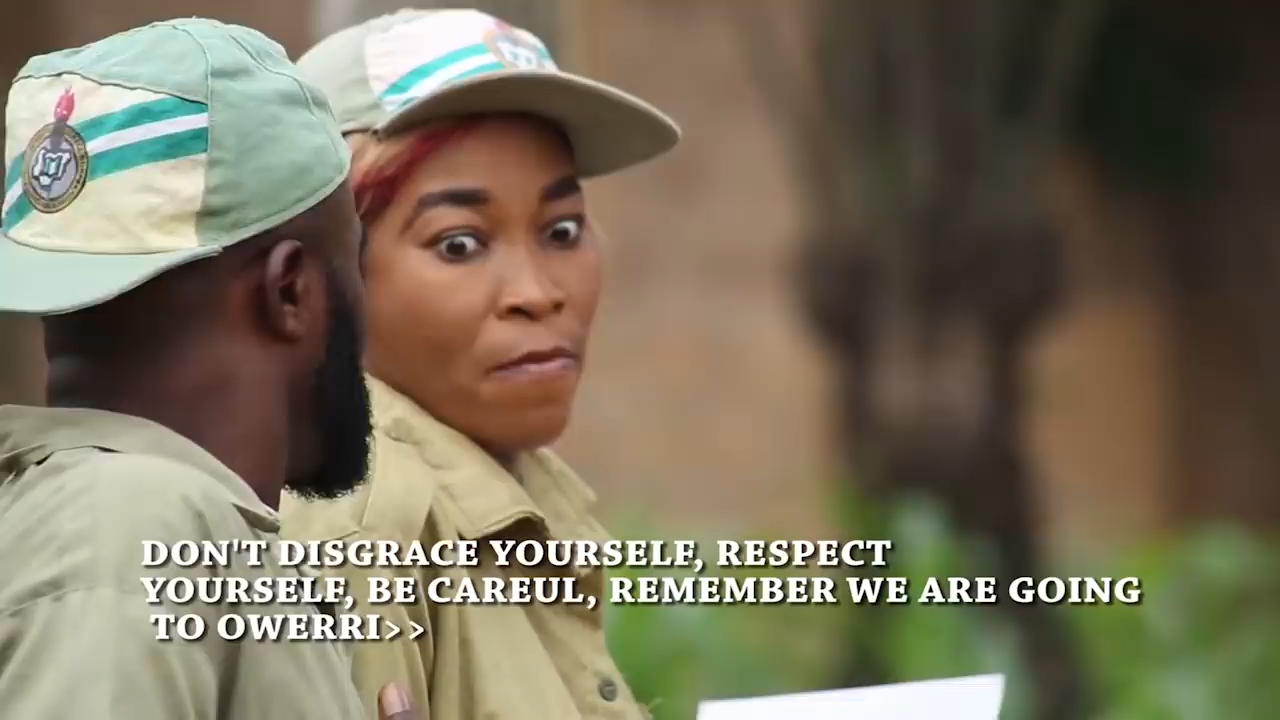 DON'T DISGRACE YOURSELF, RESPECT
YOURSELF, BE CAREUL, REMEMBER WE ARE GOING
TO OWERRI>>